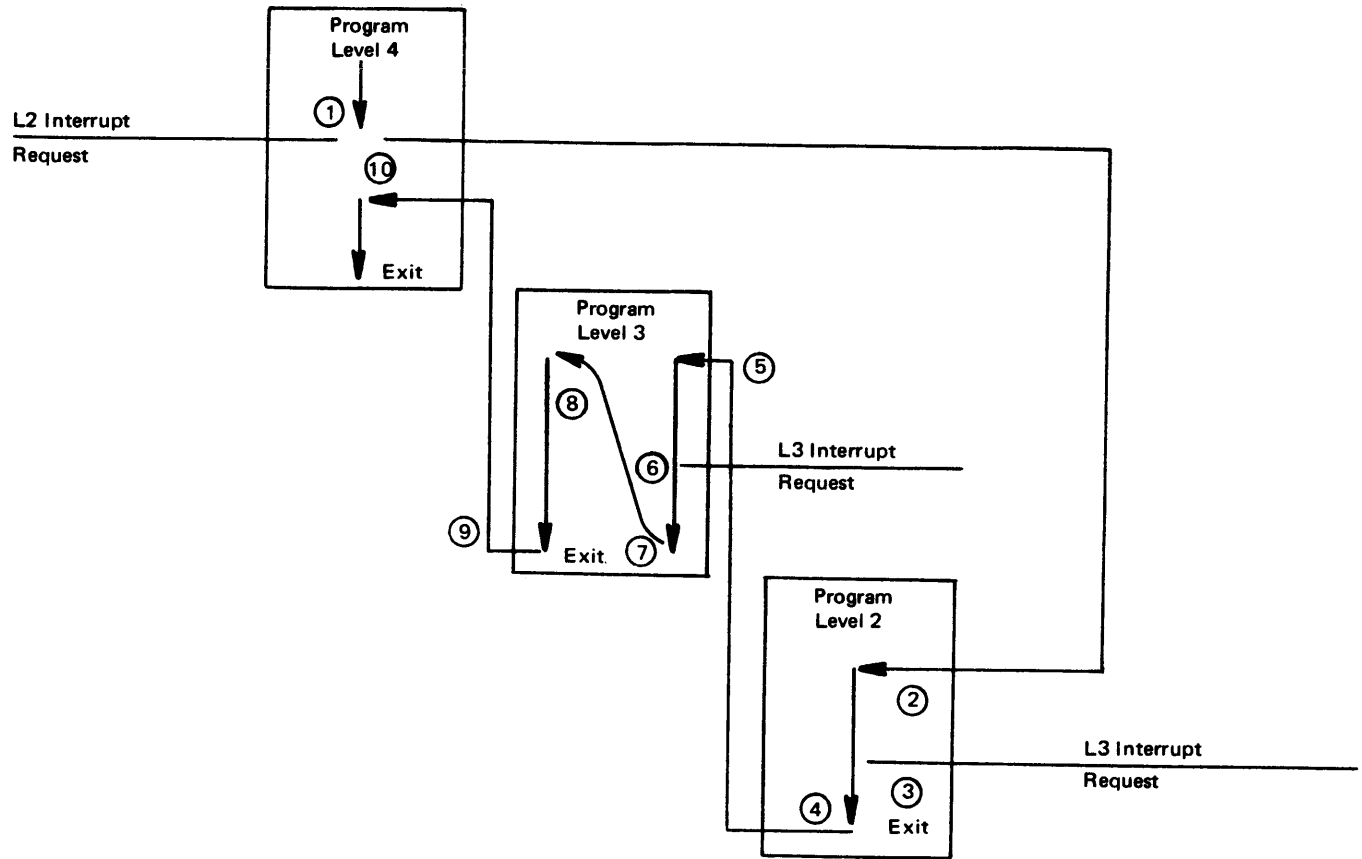 Program
Level 4
1
L2 Interrupt
Request
10
Exit
Program
Level 3
5
8
L3 Interrupt
6
Request
9
Exit.
7
Program
Level 2
2
L3 Interrupt
Request
3
4
Exit